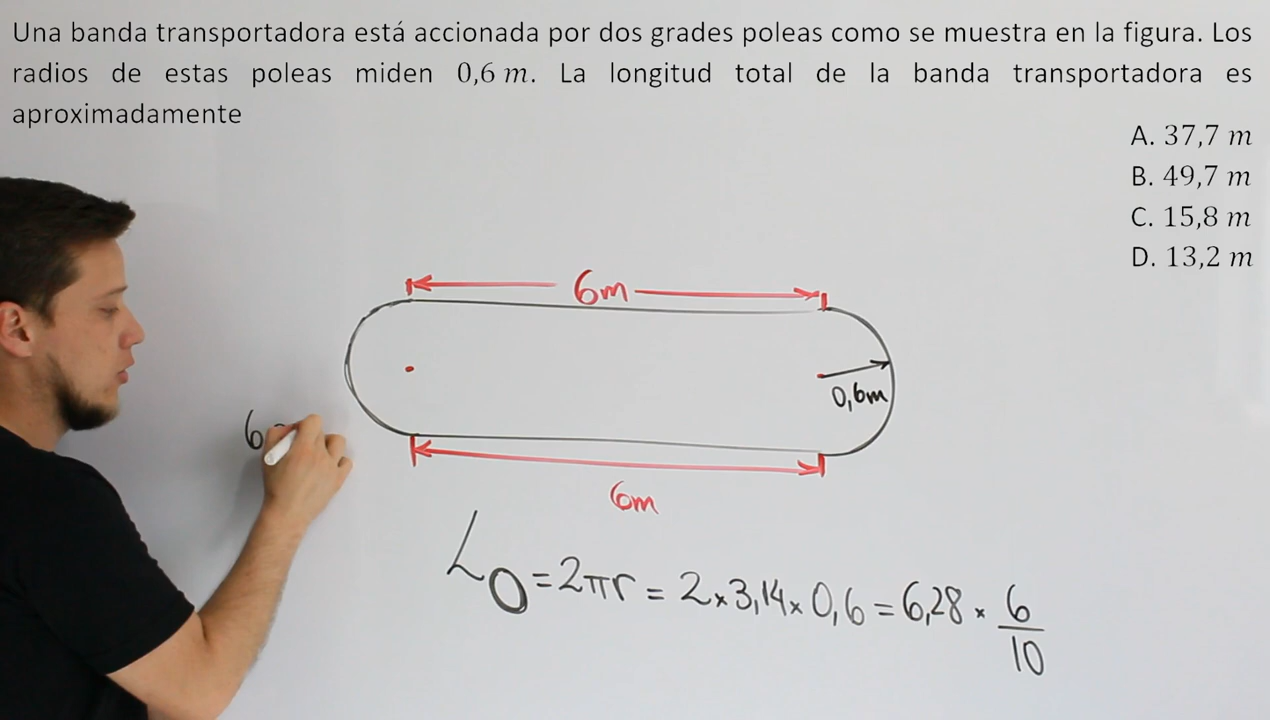 Una banda transportadora está accionada por dos grades poleas como se muestra en la figura. Los
radios de estas poleas miden 0,6 m. La longitud total de la banda transportadora es
aproximadamente
A. 37,7 m
B. 49,7 m
C. 15,8 m
D. 13,2 m
6m
0,6m
6
6m
L○ = 2πr = 2×3,14×0,6 = 6,28 × 6/10